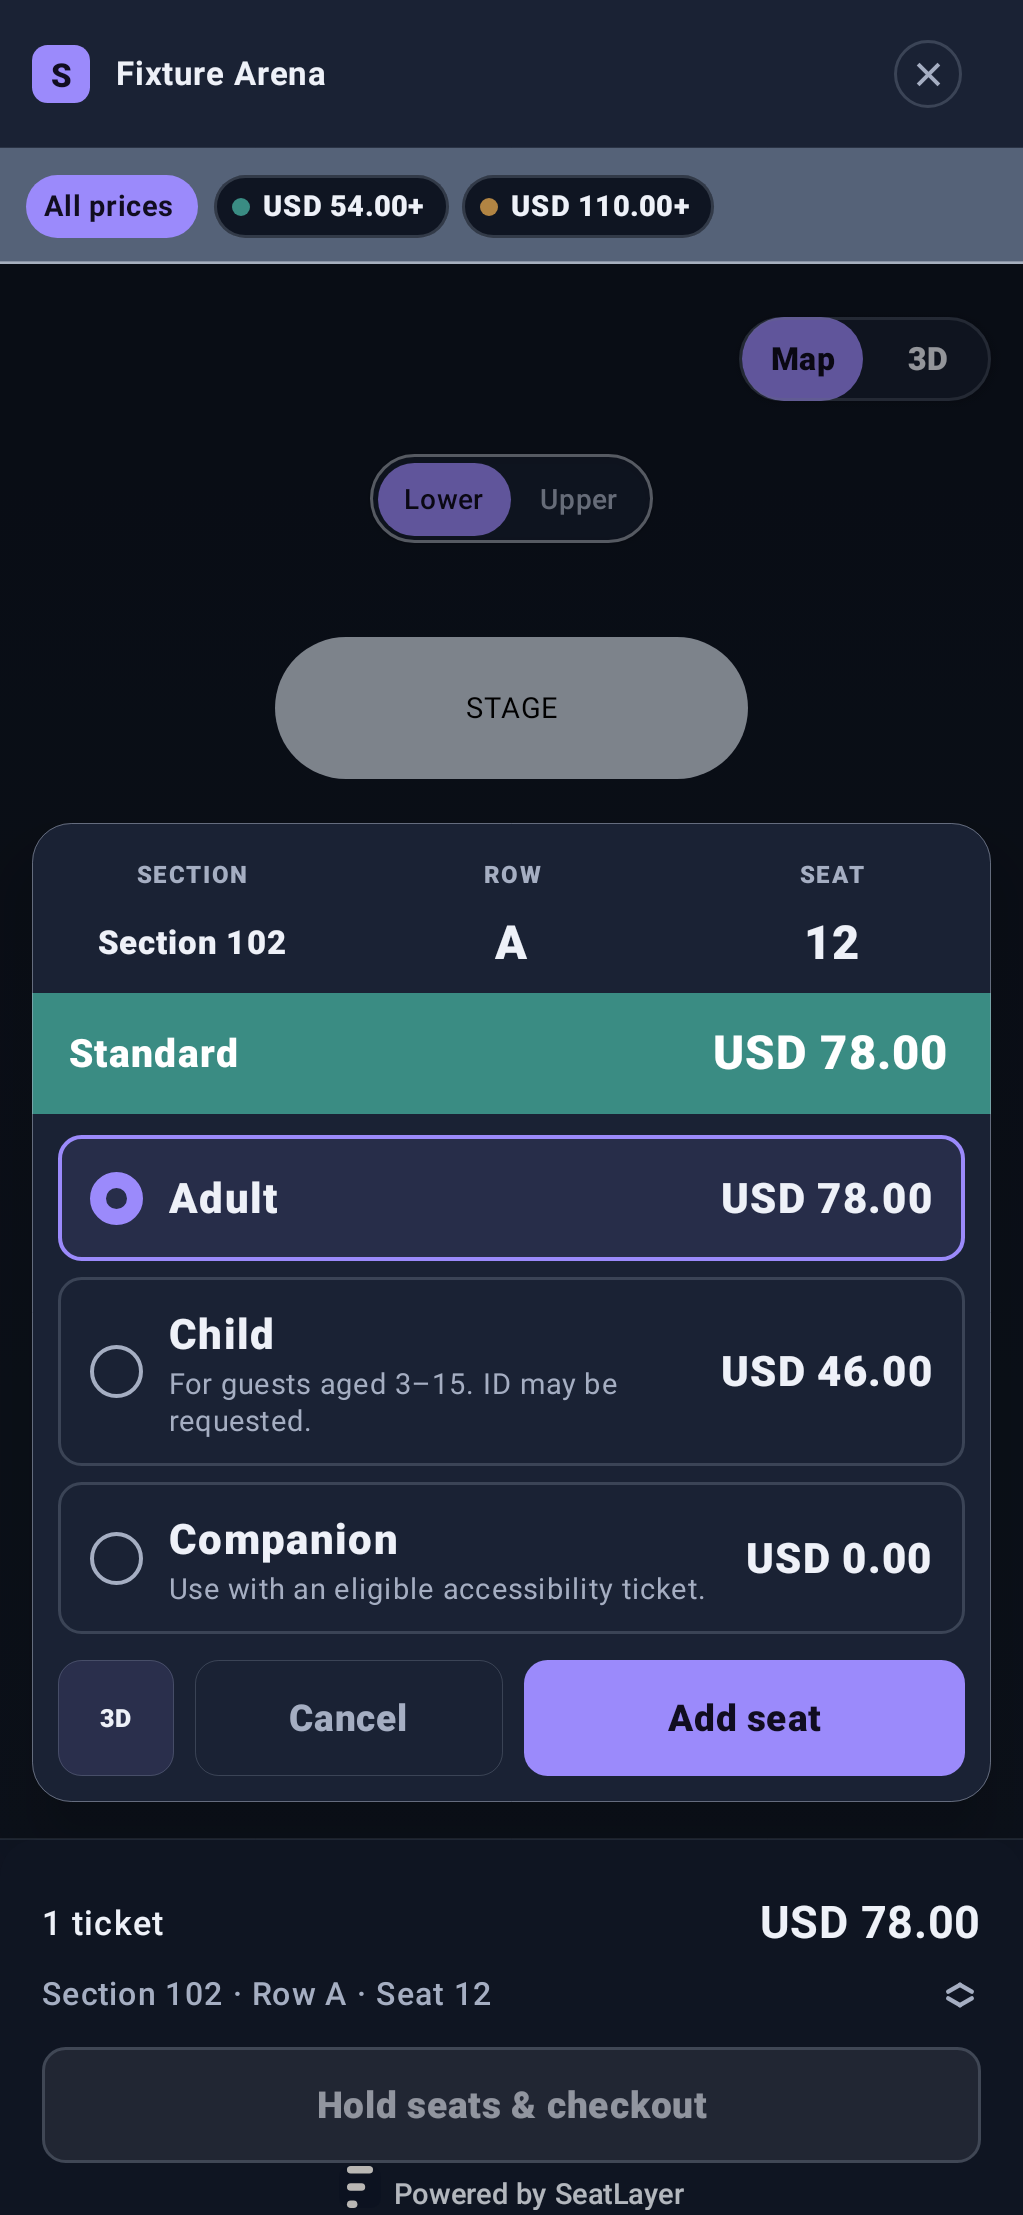 S Fixture Arena
All prices USD 54.00+ USD 110.00+
Map 3D
Lower Upper
STAGE
SECTION ROW SEAT
Section 102 A 12
Standard USD 78.00
Adult USD 78.00
Child
For guests aged 3–15. ID may be
requested.
USD 46.00
Companion
Use with an eligible accessibility ticket.
USD 0.00
3D Cancel Add seat
1 ticket USD 78.00
Section 102 · Row A · Seat 12
Hold seats & checkout
Powered by SeatLayer